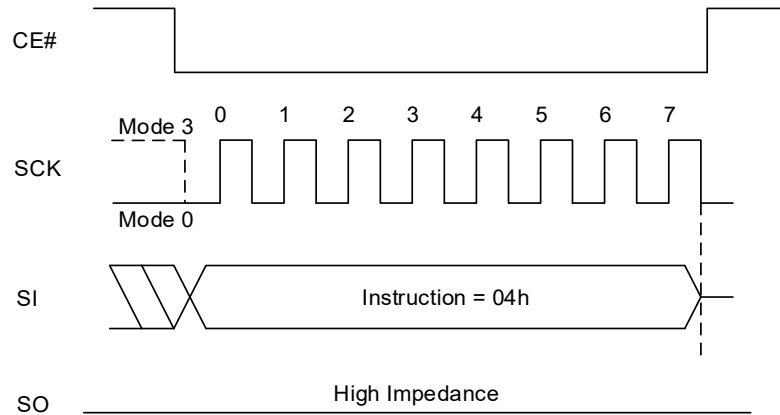 CE#
0 1 2 3 4 5 6 7
Mode 3
SCK
Mode 0
SI
Instruction = 04h
High Impedance
SO